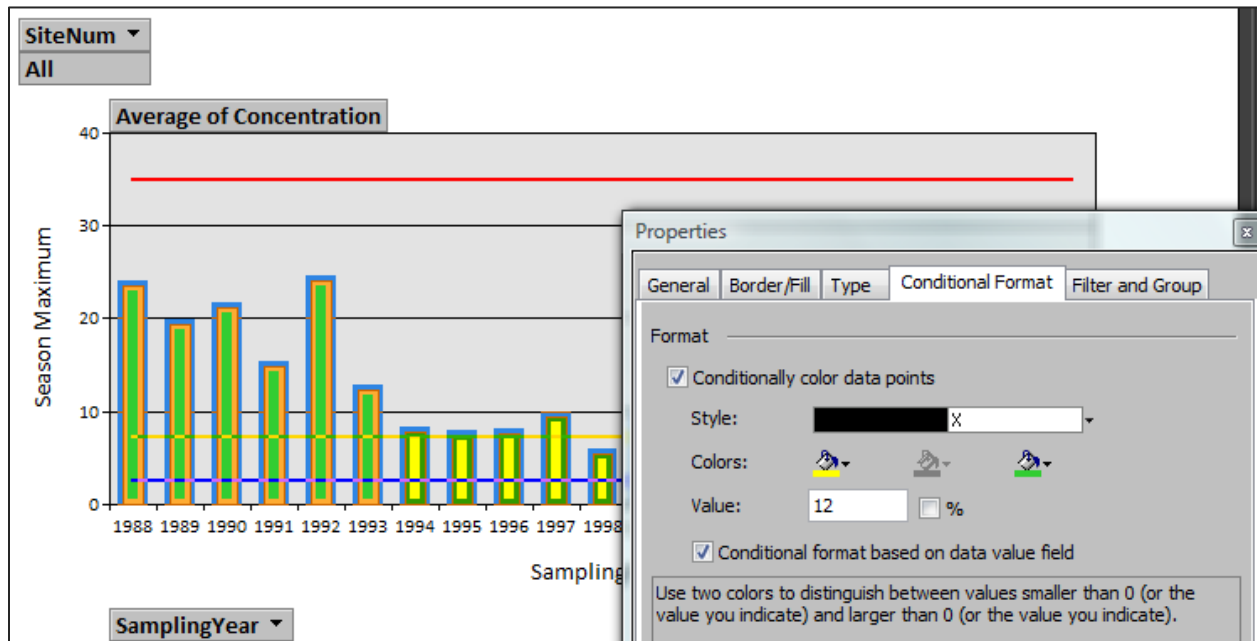 SiteNum
All
Average of Concentration
40
30
20
10
0
Season Maximum
1988 1989 1990 1991 1992 1993 1994 1995 1996 1997 1998
Sampling
SamplingYear
Properties
x
General Border/Fill Type Conditional Format Filter and Group
Format
Conditionally color data points
Style: X
Colors:
Value: 12 %
Conditional format based on data value field
Use two colors to distinguish between values smaller than 0 (or the
value you indicate) and larger than 0 (or the value you indicate).